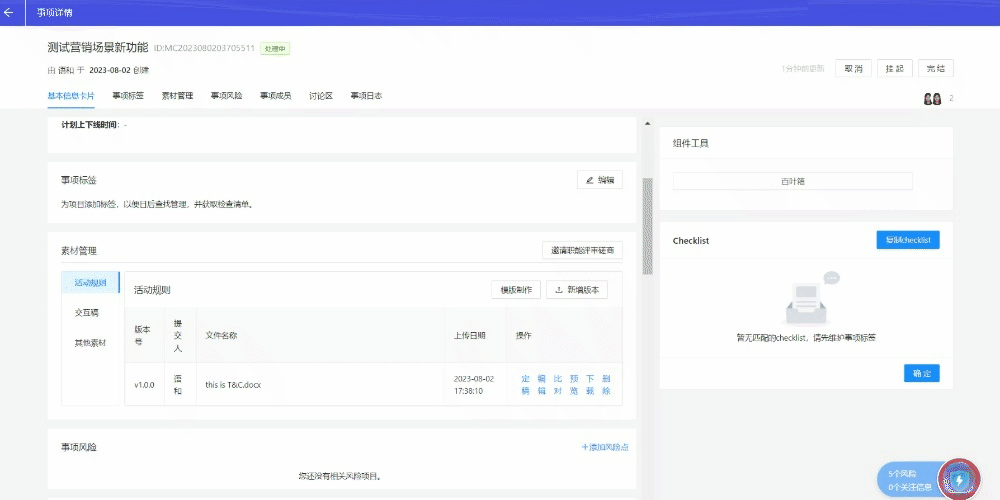 事项详情
测试营销场景新功能 ID:MC2023080203705511 处理中
由 语和 于 2023-08-02 创建
1分钟前更新 取 消 挂 起 完 结
基本信息卡片 事项标签 素材管理 事项风险 事项成员 讨论区 事项日志
2
计划上下线时间：-
组件工具
百叶箱
事项标签 编辑
为项目添加标签，以便日后查找管理，并获取检查清单。
Checklist 复制checklist
暂无匹配的checklist，请先维护事项标签
确 定
素材管理 邀请职能评审磋商
活动规则
交互稿
其他素材
活动规则 模版制作 新增版本
版本号 提交人 文件名称 上传日期 操作
v1.0.0 语和 this is T&C.docx 2023-08-02 17:38:10 定稿 编辑 比对 预览 下载 删除
事项风险 +添加风险点
您还没有相关风险项目。
5个风险
0个关注信息